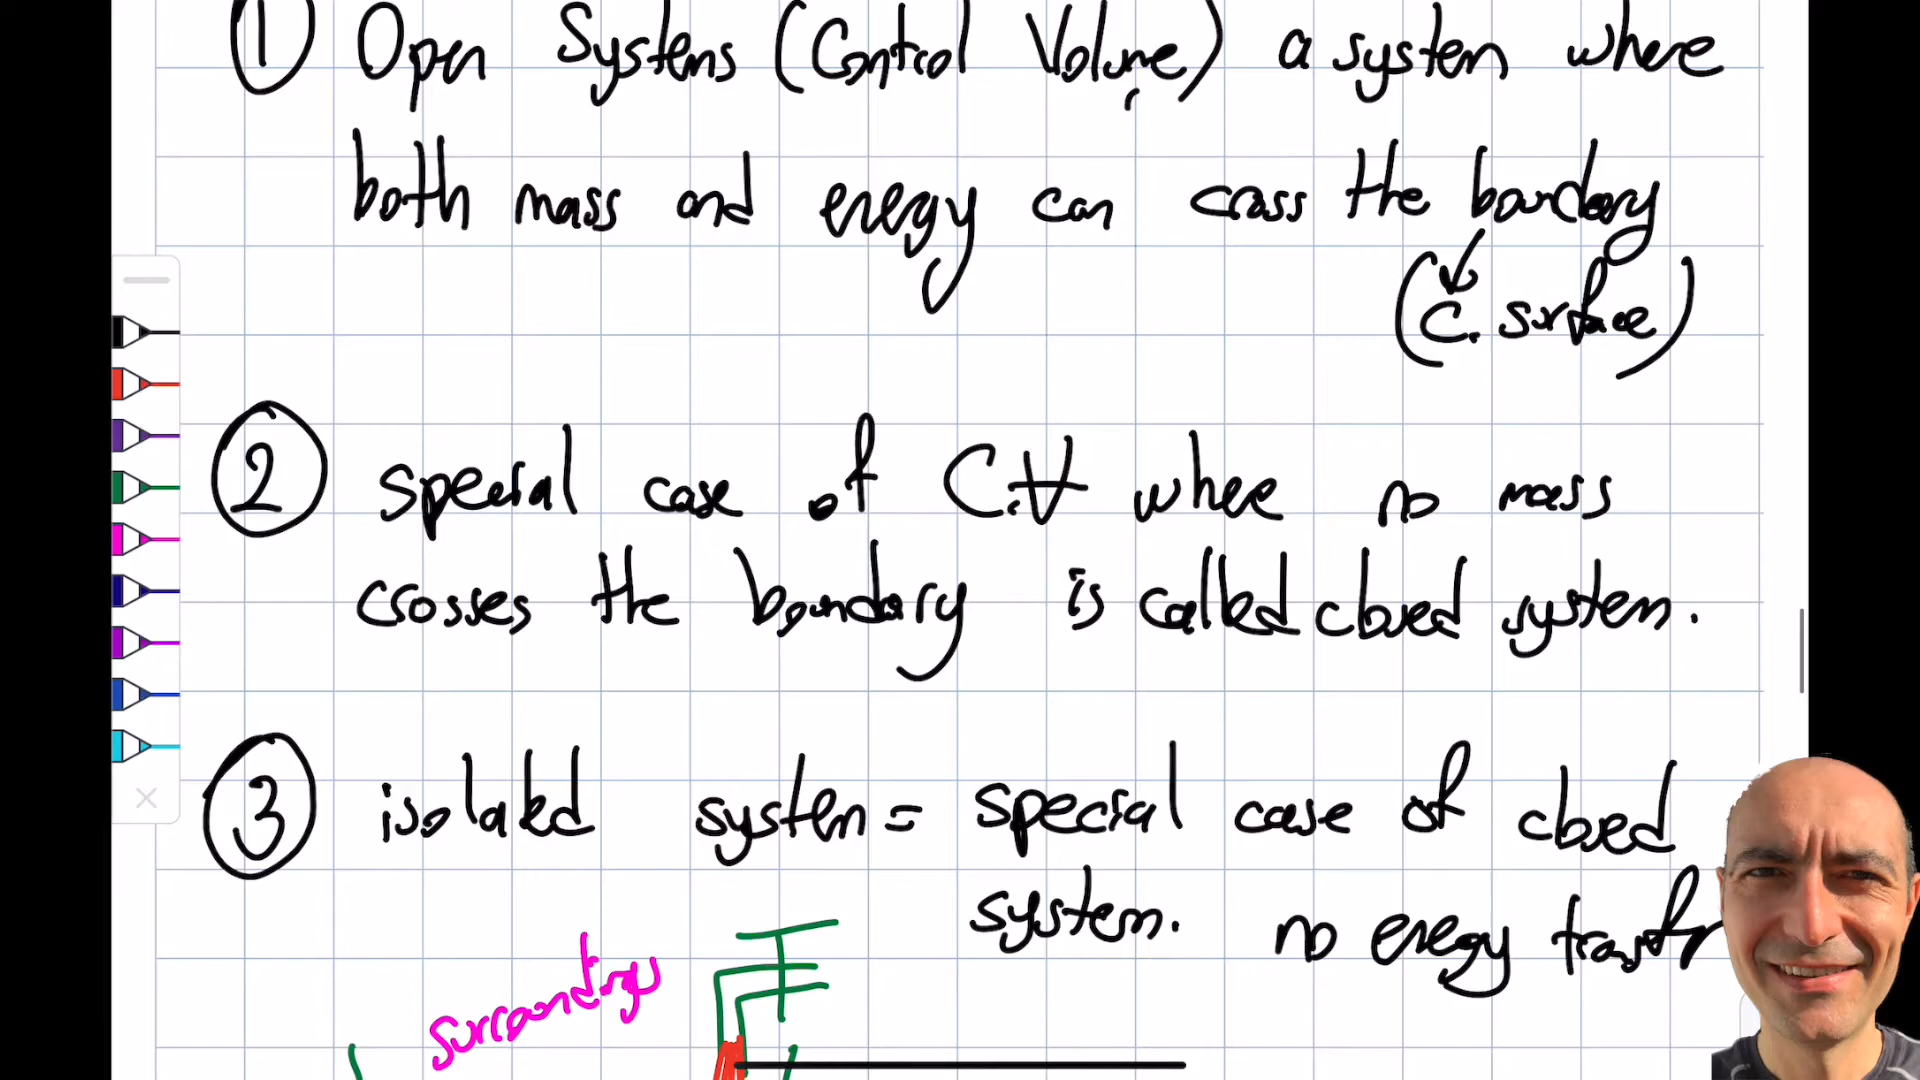 ① Open Systems (Control Volume) a system where
both mass and energy can cross the boundary
(C. surface)
② special case of C.V where no mass
crosses the boundary is called closed system.
③ isolated system = special case of closed
system. no energy transfr
surroundings